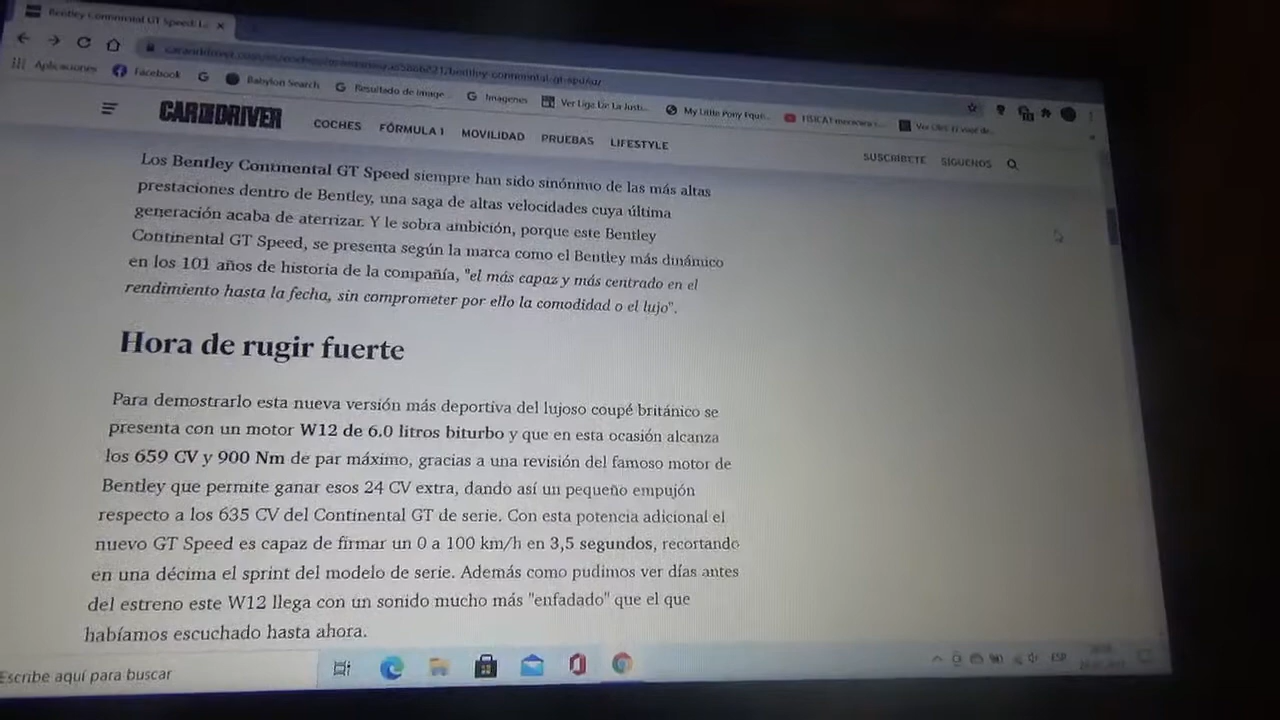 Bentley Continental GT Speed: L
Aplicaciones Facebook Babylon Search Resultado de image... Imagenes Ver Liga De La Justi... My Little Pony Equi...
CAR AND DRIVER COCHES FÓRMULA 1 MOVILIDAD PRUEBAS LIFESTYLE SUSCRÍBETE SÍGUENOS
Los Bentley Continental GT Speed siempre han sido sinónimo de las más altas
prestaciones dentro de Bentley, una saga de altas velocidades cuya última
generación acaba de aterrizar. Y le sobra ambición, porque este Bentley
Continental GT Speed, se presenta según la marca como el Bentley más dinámico
en los 101 años de historia de la compañía, "el más capaz y más centrado en el
rendimiento hasta la fecha, sin comprometer por ello la comodidad o el lujo".
Hora de rugir fuerte
Para demostrarlo esta nueva versión más deportiva del lujoso coupé británico se
presenta con un motor W12 de 6.0 litros biturbo y que en esta ocasión alcanza
los 659 CV y 900 Nm de par máximo, gracias a una revisión del famoso motor de
Bentley que permite ganar esos 24 CV extra, dando así un pequeño empujón
respecto a los 635 CV del Continental GT de serie. Con esta potencia adicional el
nuevo GT Speed es capaz de firmar un 0 a 100 km/h en 3,5 segundos, recortando
en una décima el sprint del modelo de serie. Además como pudimos ver días antes
del estreno este W12 llega con un sonido mucho más "enfadado" que el que
habíamos escuchado hasta ahora.
Escribe aquí para buscar ESP